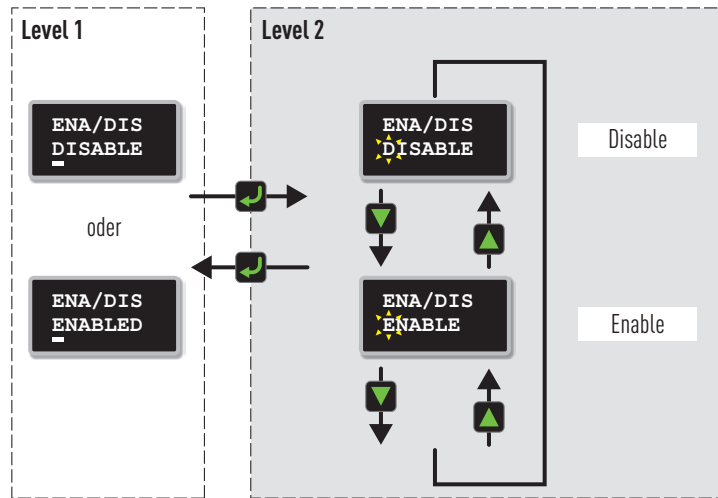 Level 1
Level 2
ENA/DIS
DISABLE
oder
ENA/DIS
ENABLED
ENA/DIS
DISABLE
Disable
ENA/DIS
ENABLE
Enable